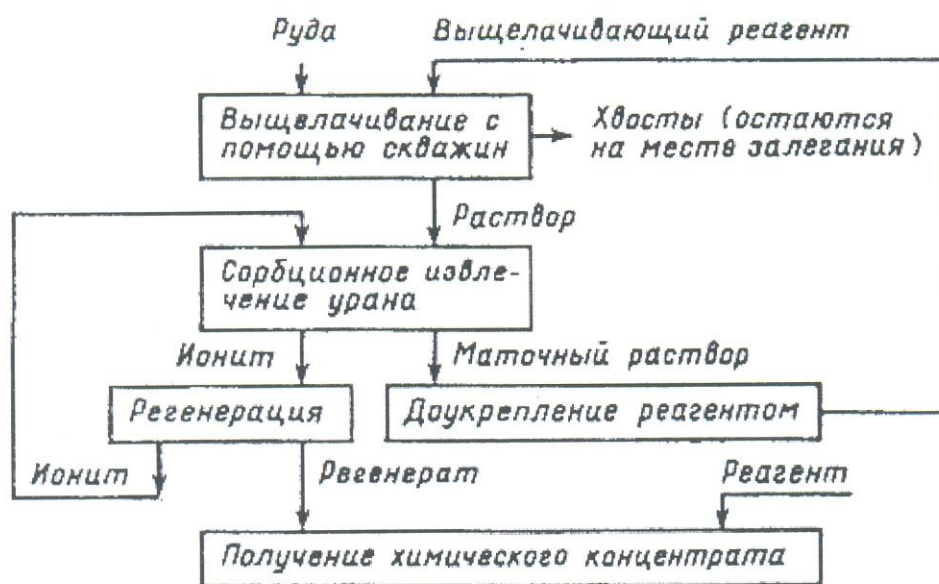 Руда
Выщелачивающий реагент
Выщелачивание с
помощью скважин
Хвосты (остаются
на месте залегания)
Раствор
Сорбционное извле-
чение урана
Ионит
Маточный раствор
Регенерация
Доукрепление реагентом
Ионит
Регенерат
Реагент
Получение химического концентрата